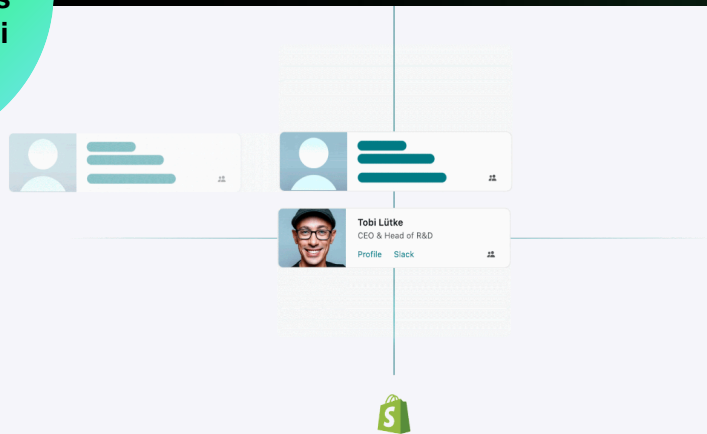 s
i
Tobi Lütke
CEO & Head of R&D
Profile Slack
S